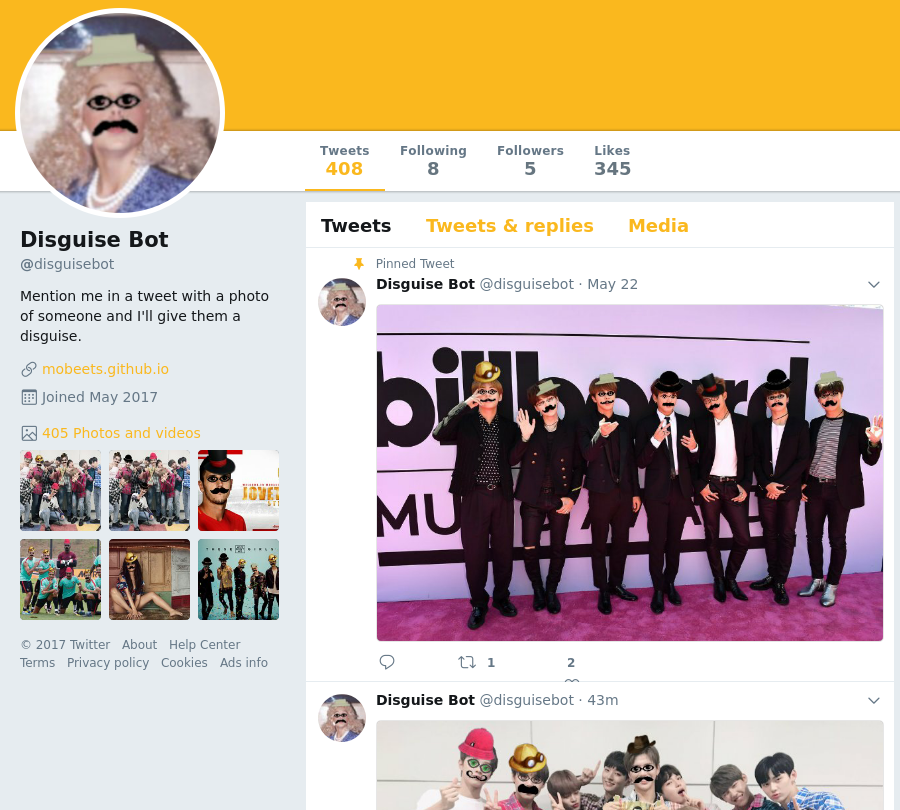 Tweets Following Followers Likes
408 8 5 345
Disguise Bot
@disguisebot
Mention me in a tweet with a photo
of someone and I'll give them a
disguise.
mobeets.github.io
Joined May 2017
405 Photos and videos
© 2017 Twitter About Help Center
Terms Privacy policy Cookies Ads info
Tweets Tweets & replies Media
Pinned Tweet
Disguise Bot @disguisebot · May 22
billboard
MU AWARDS
1 2
Disguise Bot @disguisebot · 43m